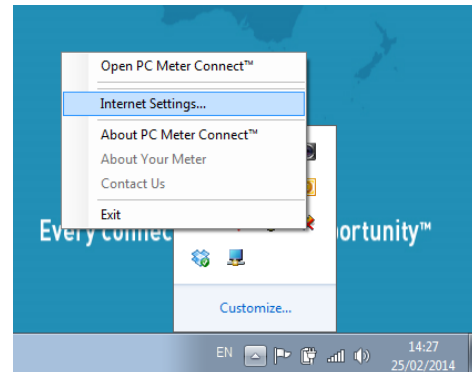 Open PC Meter Connect™
Internet Settings...
About PC Meter Connect™
About Your Meter
Contact Us
Exit
Every connec ortunity™
Customize...
EN
14:27
25/02/2014